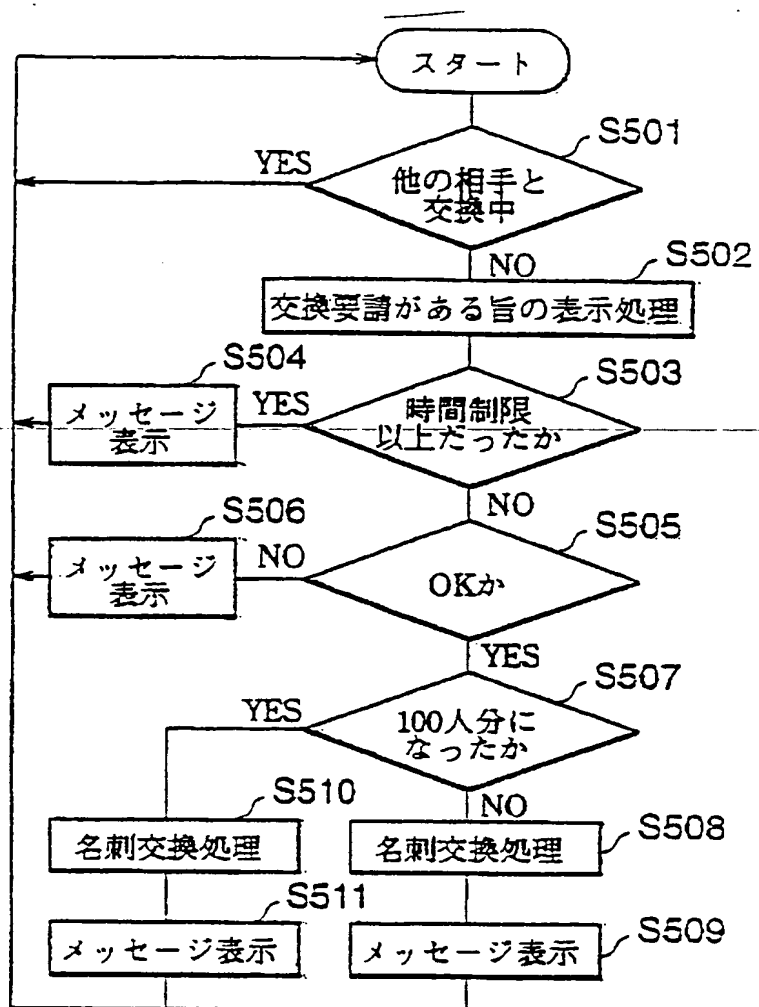 スタート
S501
YES
他の相手と
交換中
NO
S502
交換要請がある旨の表示処理
S504
S503
メッセージ
表示
YES
時間制限
以上だったか
NO
S506
S505
メッセージ
表示
NO
OKか
YES
S507
YES
100人分に
なったか
S510
NO
名刺交換処理
名刺交換処理
S508
S511
メッセージ表示
メッセージ表示
S509